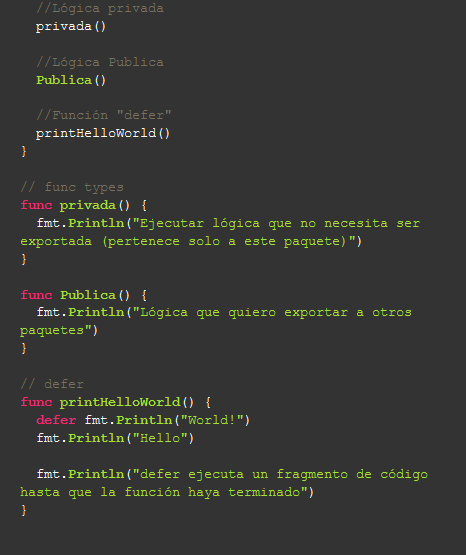 //Lógica privada
privada()
//Lógica Publica
Publica()
//Función "defer"
printHelloWorld()
}
// func types
func privada() {
fmt.Println("Ejecutar lógica que no necesita ser
exportada (pertenece solo a este paquete)")
}
func Publica() {
fmt.Println("Lógica que quiero exportar a otros
paquetes")
}
// defer
func printHelloWorld() {
defer fmt.Println("World!")
fmt.Println("Hello")
fmt.Println("defer ejecuta un fragmento de código
hasta que la función haya terminado")
}